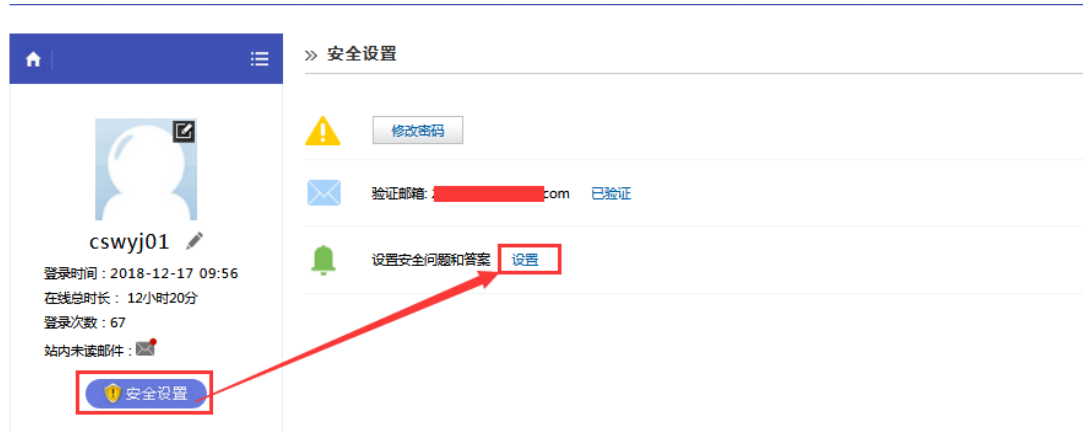 安全设置
修改密码
验证邮箱: com 已验证
设置安全问题和答案 设置
cswyj01
登录时间：2018-12-17 09:56
在线总时长： 12小时20分
登录次数：67
站内未读邮件：
安全设置